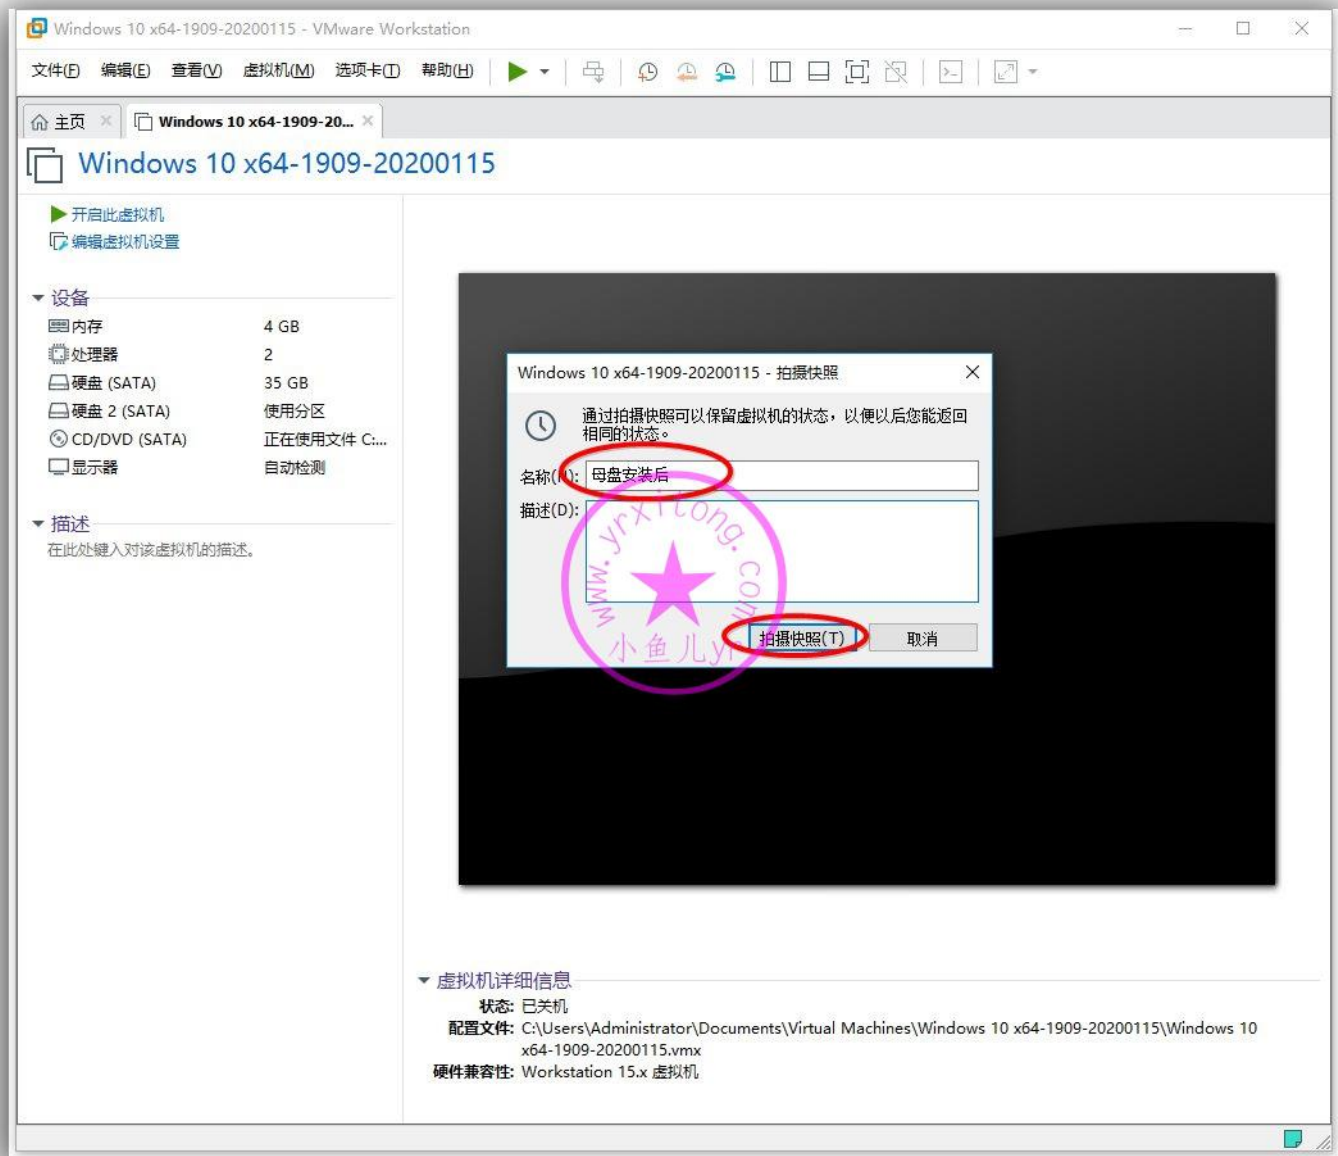 Windows 10 x64-1909-20200115 - VMware Workstation
文件(F) 编辑(E) 查看(V) 虚拟机(M) 选项卡(T) 帮助(H)
主页
Windows 10 x64-1909-20...
Windows 10 x64-1909-20200115
开启此虚拟机
编辑虚拟机设置
设备
内存 4 GB
处理器 2
硬盘 (SATA) 35 GB
硬盘 2 (SATA) 使用分区
CD/DVD (SATA) 正在使用文件 C:...
显示器 自动检测
描述
在此处键入对该虚拟机的描述。
Windows 10 x64-1909-20200115 - 拍摄快照
通过拍摄快照可以保留虚拟机的状态，以便以后您能返回
相同的状态。
名称(N): 母盘安装后
描述(D):
www.yrxitong.com
小鱼儿yr
拍摄快照(T) 取消
虚拟机详细信息
状态: 已关机
配置文件: C:\Users\Administrator\Documents\Virtual Machines\Windows 10 x64-1909-20200115\Windows 10
x64-1909-20200115.vmx
硬件兼容性: Workstation 15.x 虚拟机